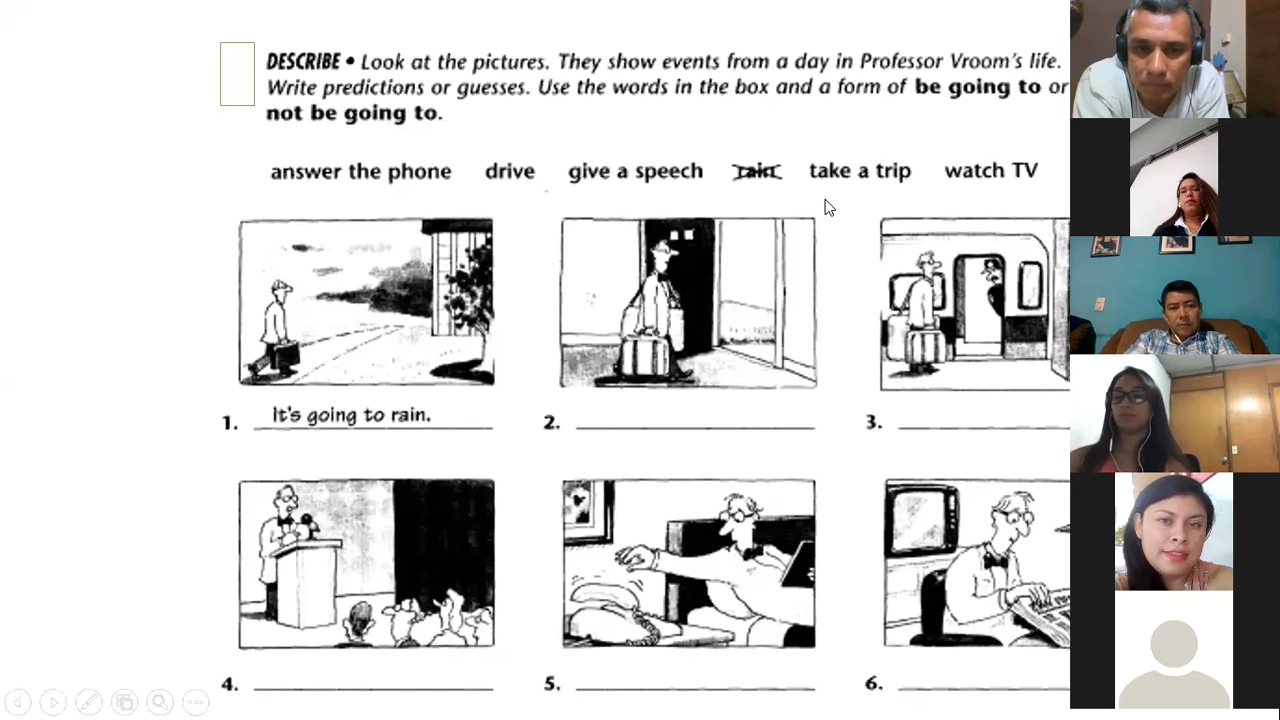 DESCRIBE • Look at the pictures. They show events from a day in Professor Vroom's life.
Write predictions or guesses. Use the words in the box and a form of be going to or
not be going to.
answer the phone drive give a speech rain take a trip watch TV
1. It's going to rain.
2.
3.
4.
5.
6.